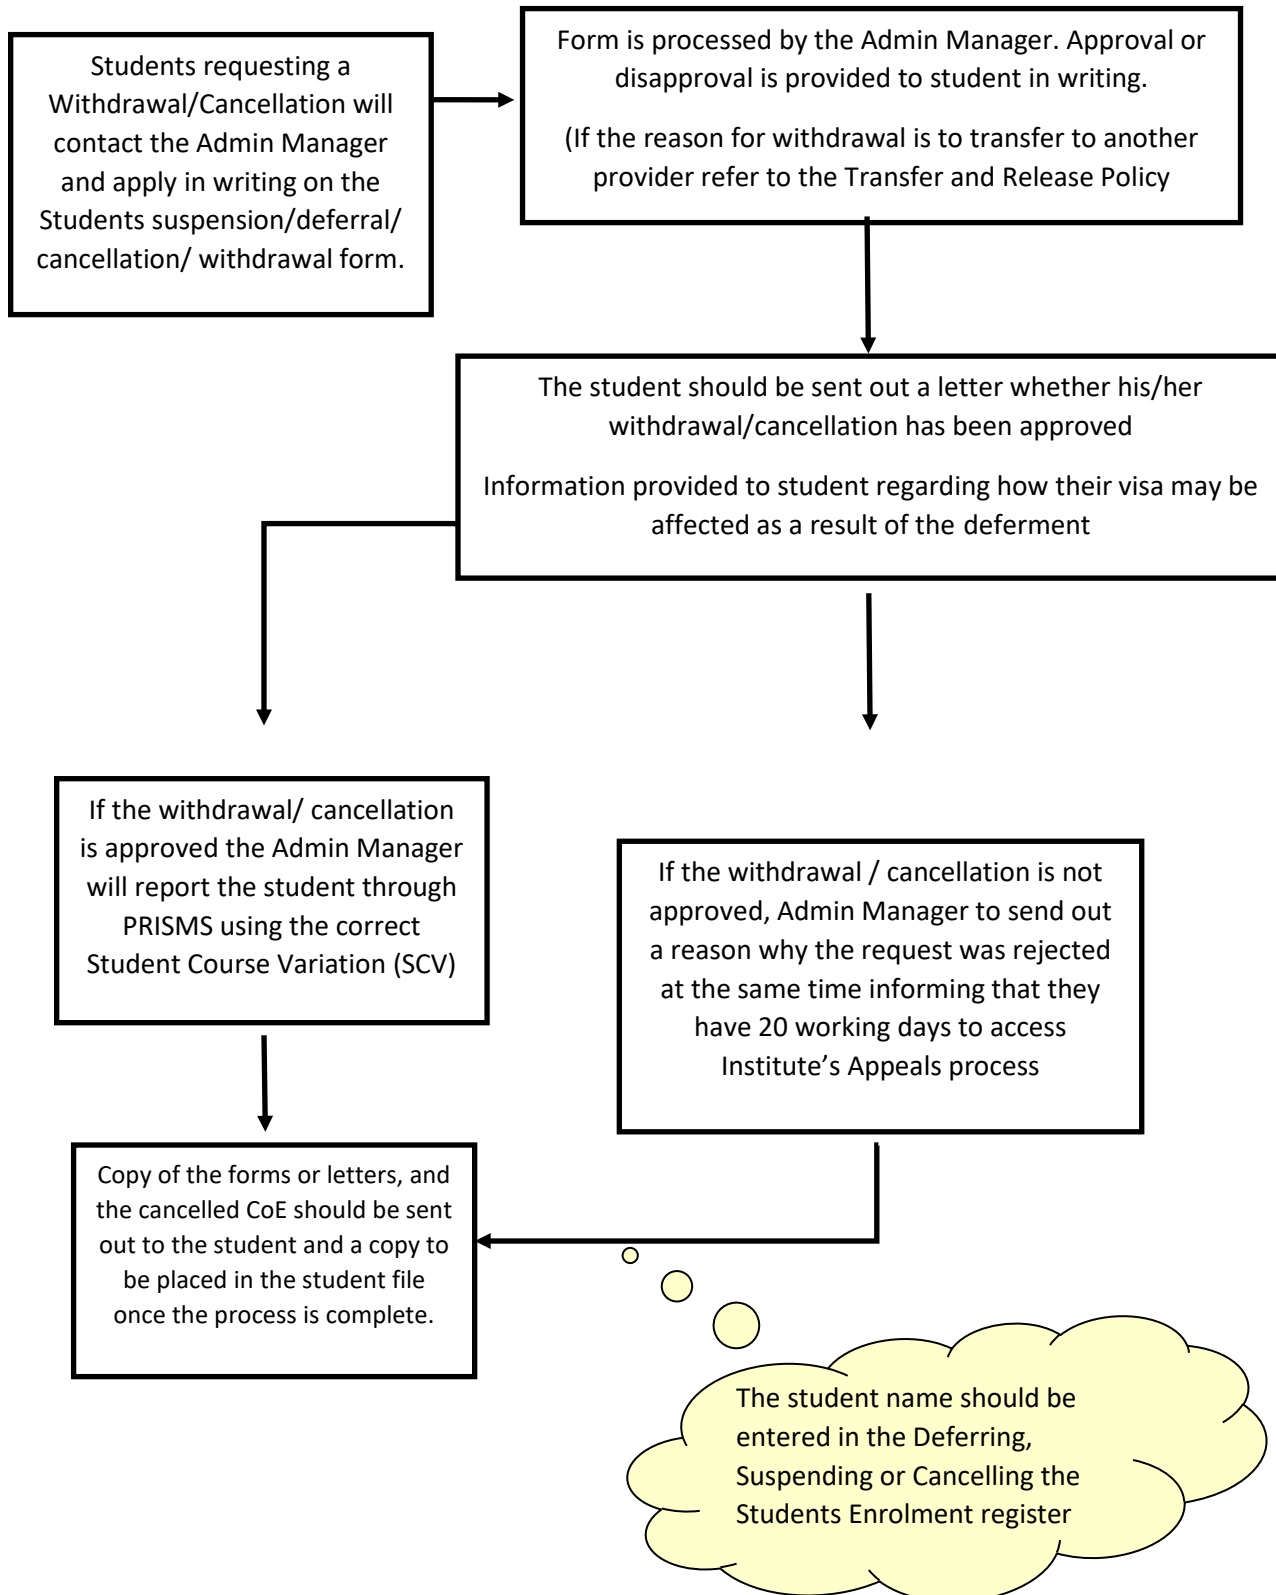 Students requesting a
Withdrawal/Cancellation will
contact the Admin Manager
and apply in writing on the
Students suspension/deferral/
cancellation/ withdrawal form.
Form is processed by the Admin Manager. Approval or
disapproval is provided to student in writing.
(If the reason for withdrawal is to transfer to another
provider refer to the Transfer and Release Policy
The student should be sent out a letter whether his/her
withdrawal/cancellation has been approved
Information provided to student regarding how their visa may be
affected as a result of the deferment
If the withdrawal/ cancellation
is approved the Admin Manager
will report the student through
PRISMS using the correct
Student Course Variation (SCV)
If the withdrawal / cancellation is not
approved, Admin Manager to send out
a reason why the request was rejected
at the same time informing that they
have 20 working days to access
Institute’s Appeals process
Copy of the forms or letters, and
the cancelled CoE should be sent
out to the student and a copy to
be placed in the student file
once the process is complete.
The student name should be
entered in the Deferring,
Suspending or Cancelling the
Students Enrolment register